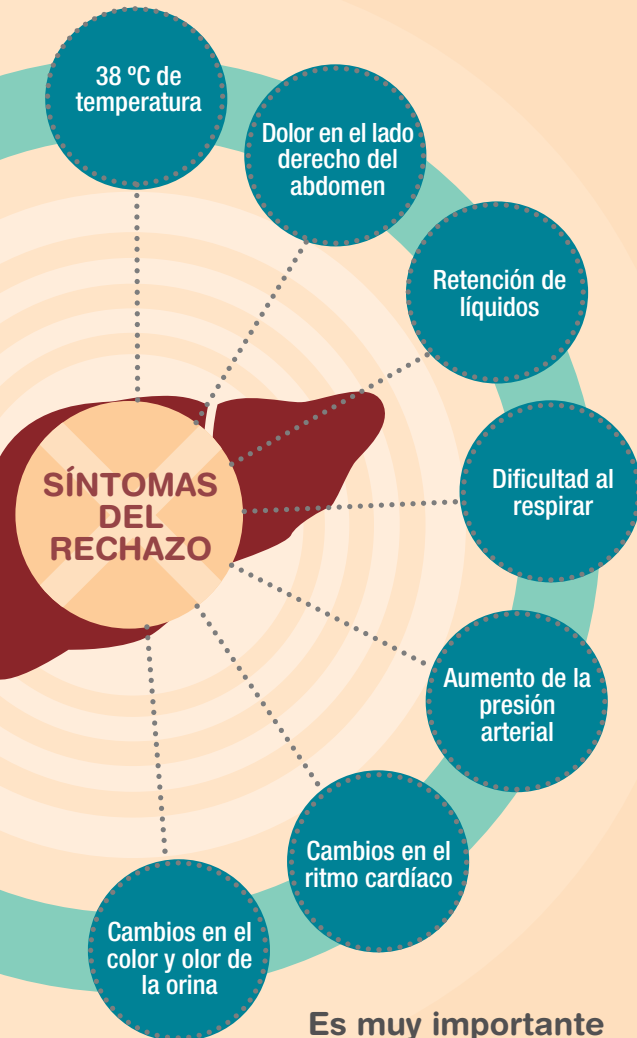 38 ºC de
temperatura
Dolor en el lado
derecho del
abdomen
Retención de
líquidos
SÍNTOMAS
DEL
RECHAZO
Dificultad al
respirar
Aumento de la
presión
arterial
Cambios en el
ritmo cardíaco
Cambios en el
color y olor de
la orina
Es muy importante